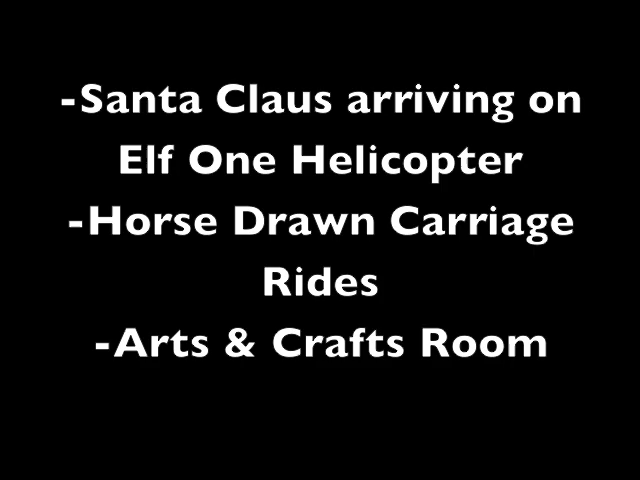 -Santa Claus arriving on
Elf One Helicopter
-Horse Drawn Carriage
Rides
-Arts & Crafts Room